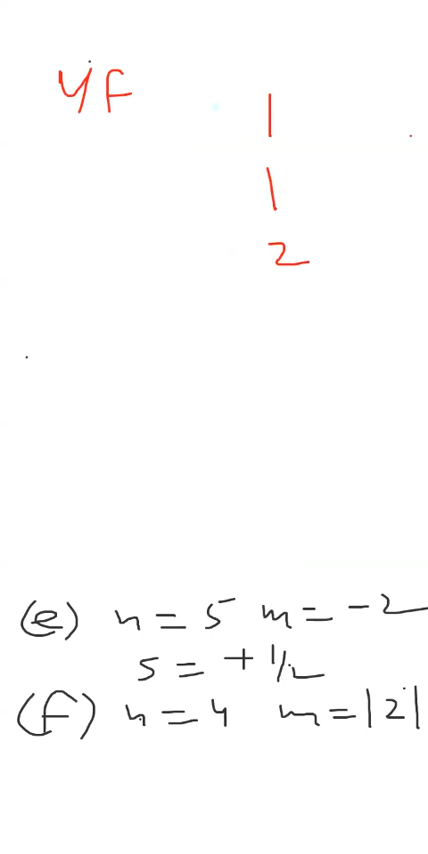 4F
1
1
2
(e) n = 5 m = -2
s = + 1/2
(f) n = 4 m = |2|